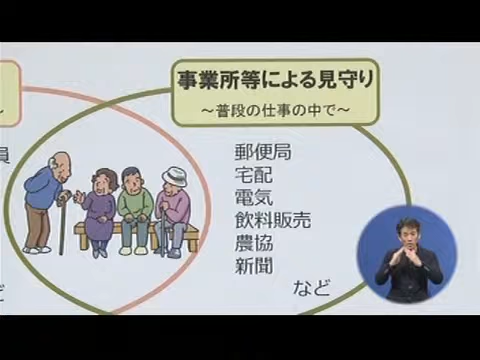 事業所等による見守り
～普段の仕事の中で～
員
郵便局
宅配
電気
飲料販売
農協
新聞
など